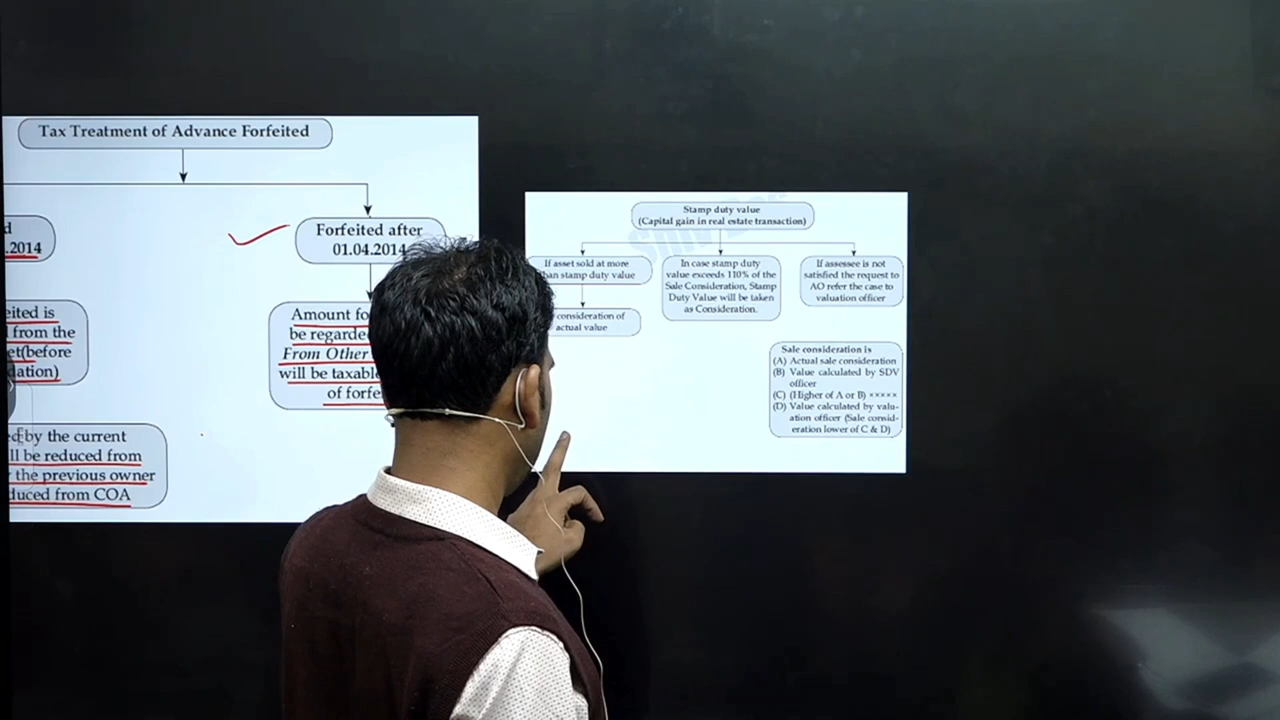 Tax Treatment of Advance Forfeited
.2014
Forfeited after
01.04.2014
eited is
from the
et(before
dation)
Amount
be regarde
From Other
will be taxable
of forfe
ed by the current
ll be reduced from
the previous owner
duced from COA
Stamp duty value
(Capital gain in real estate transaction)
If asset sold at more
than stamp duty value
consideration of
actual value
In case stamp duty
value exceeds 110% of the
Sale Consideration, Stamp
Duty Value will be taken
as Consideration.
If assessee is not
satisfied the request to
AO refer the case to
valuation officer
Sale consideration is
(A) Actual sale consideration
(B) Value calculated by SDV
officer
(C) (Higher of A or B) ×××××
(D) Value calculated by valu-
ation officer (Sale consid-
eration lower of C & D)